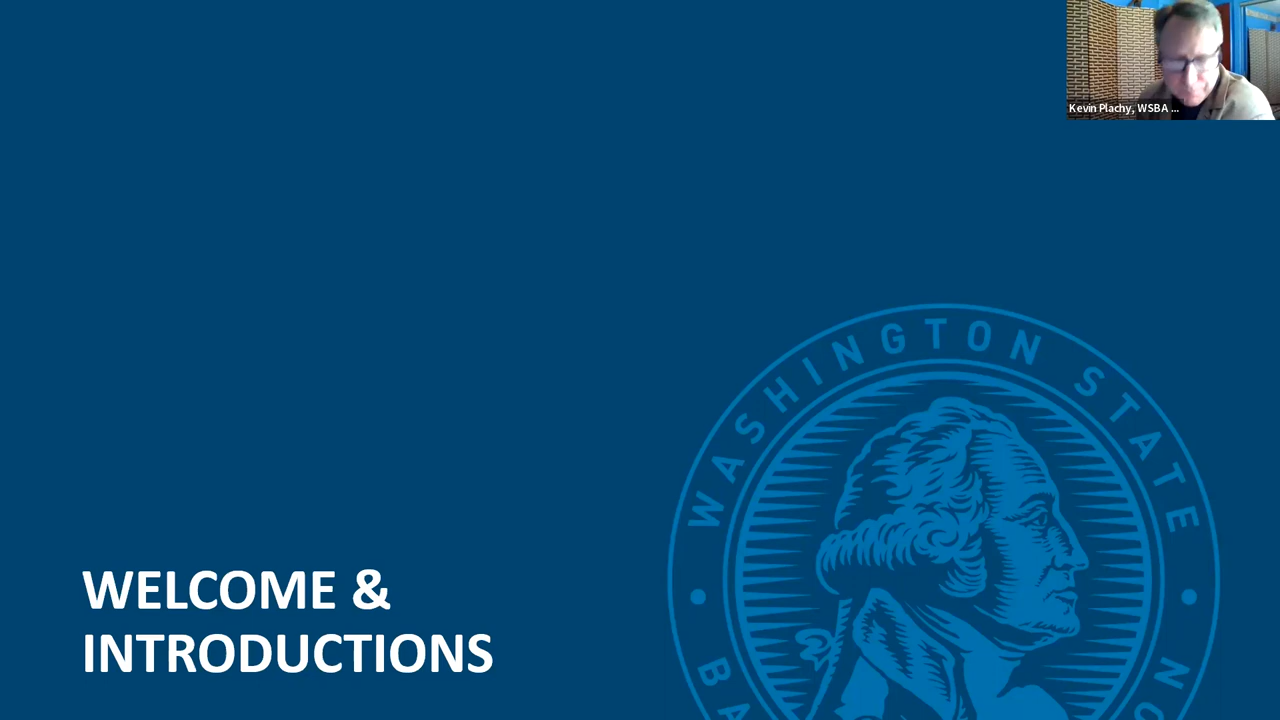 Kevin Plachy, WSBA ...
WASHINGTON STATE
WELCOME &
INTRODUCTIONS